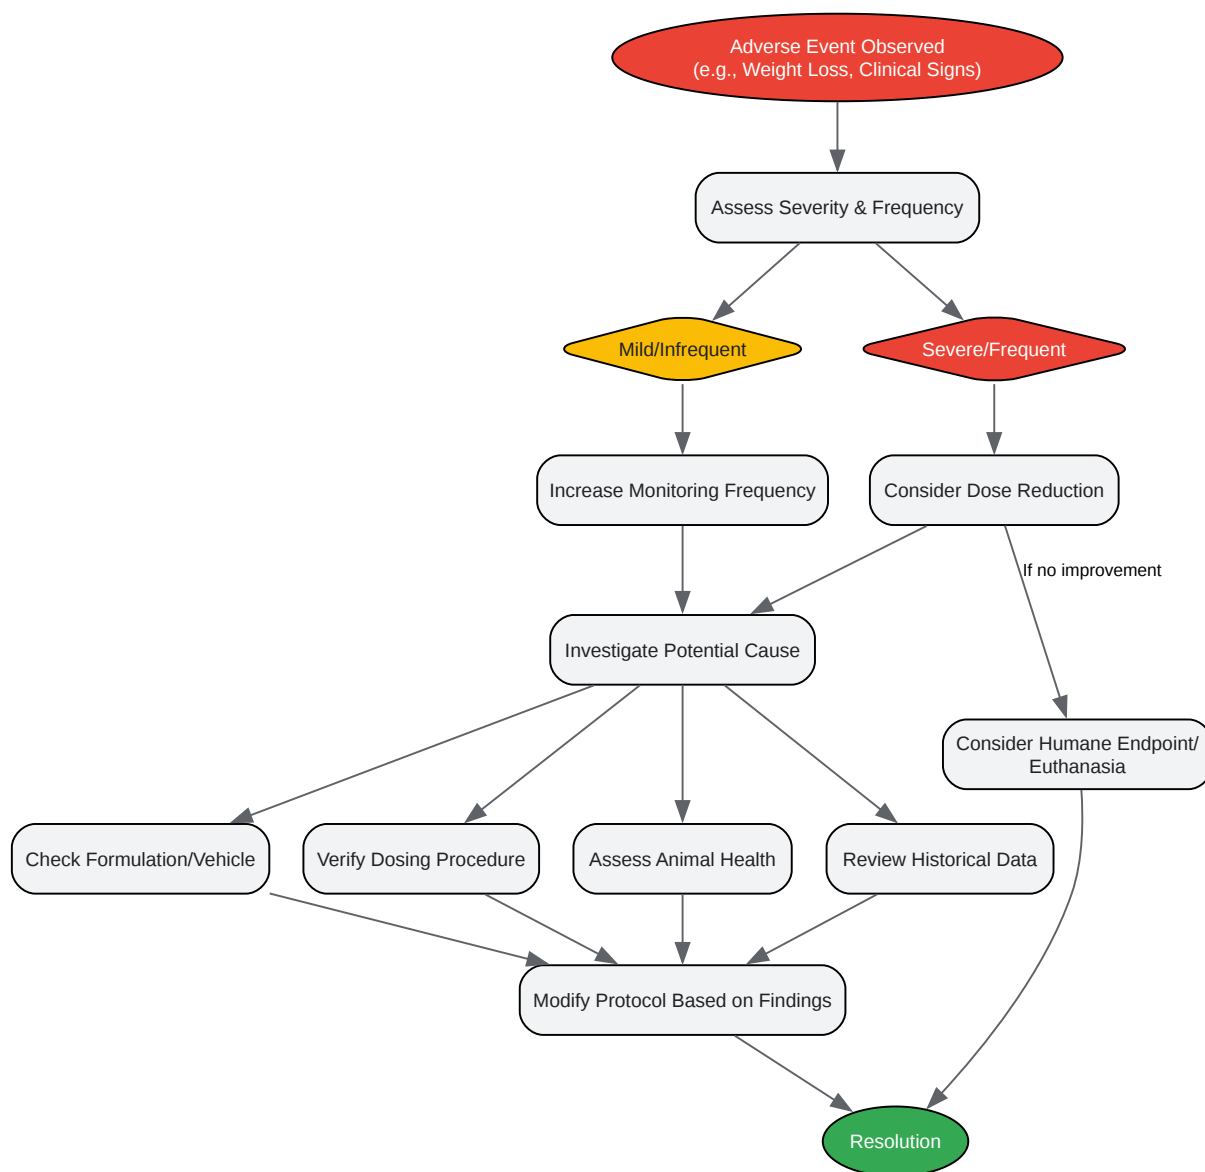 Adverse Event Observed
(e.g., Weight Loss, Clinical Signs)
Assess Severity & Frequency
Mild/Infrequent
Severe/Frequent
Increase Monitoring Frequency
Consider Dose Reduction
If no improvement
Investigate Potential Cause
Consider Humane Endpoint/
Euthanasia
Check Formulation/Vehicle
Verify Dosing Procedure
Assess Animal Health
Review Historical Data
Modify Protocol Based on Findings
Resolution